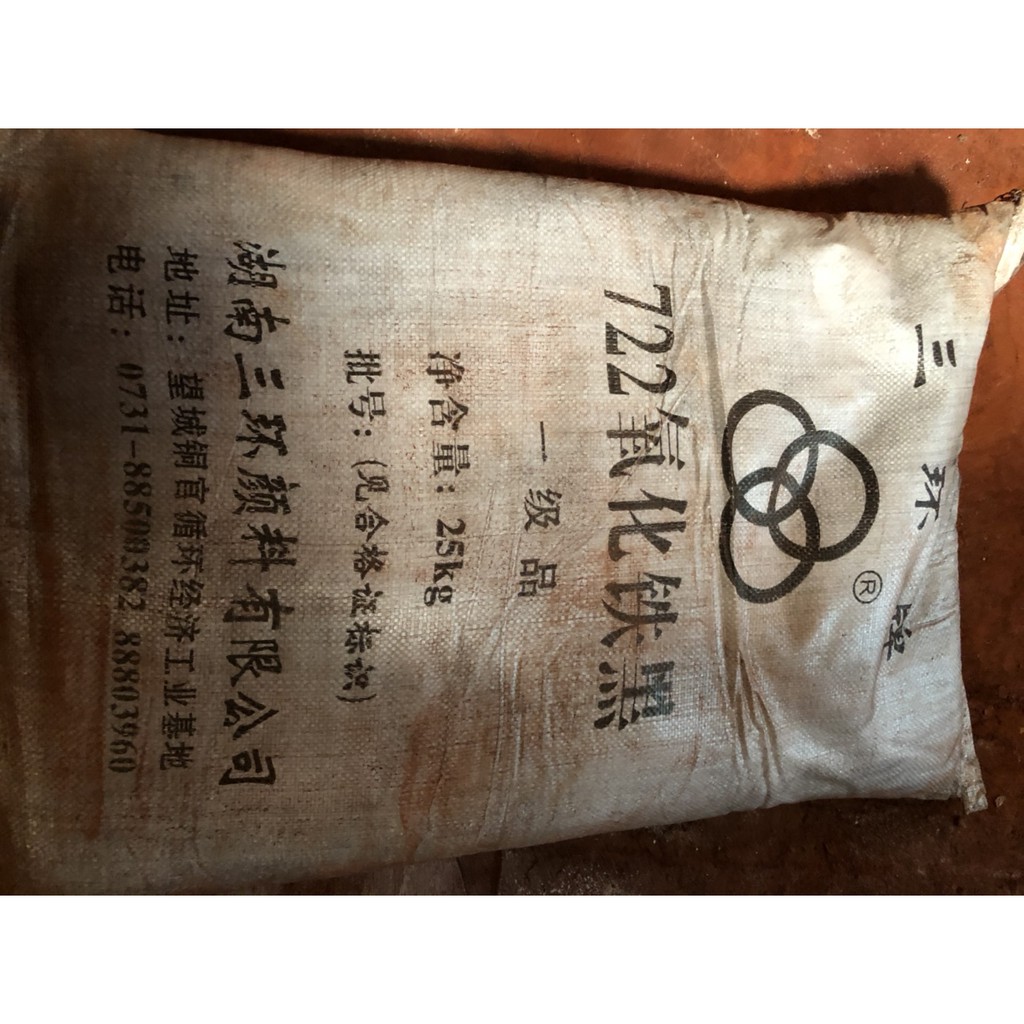 三环牌
®
722氧化铁黑
一级品
净含量：25kg
批号：(见合格证标识)
湖南三环颜料有限公司
地址：望城铜官循环经济工业基地
电话：0731-88500382 88803960